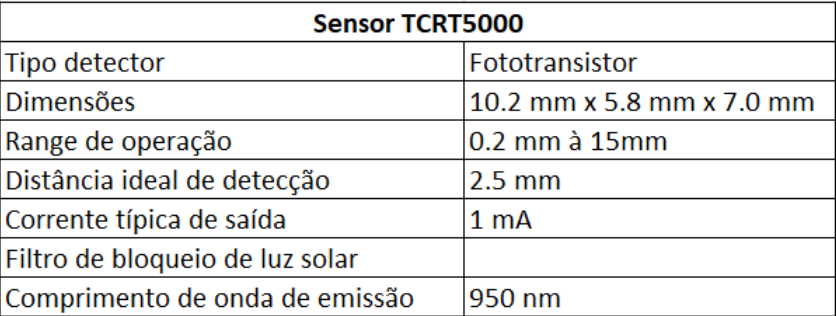 Sensor TCRT5000
Tipo detector Fototransistor
Dimensões 10.2 mm x 5.8 mm x 7.0 mm
Range de operação 0.2 mm à 15mm
Distância ideal de detecção 2.5 mm
Corrente típica de saída 1 mA
Filtro de bloqueio de luz solar
Comprimento de onda de emissão 950 nm